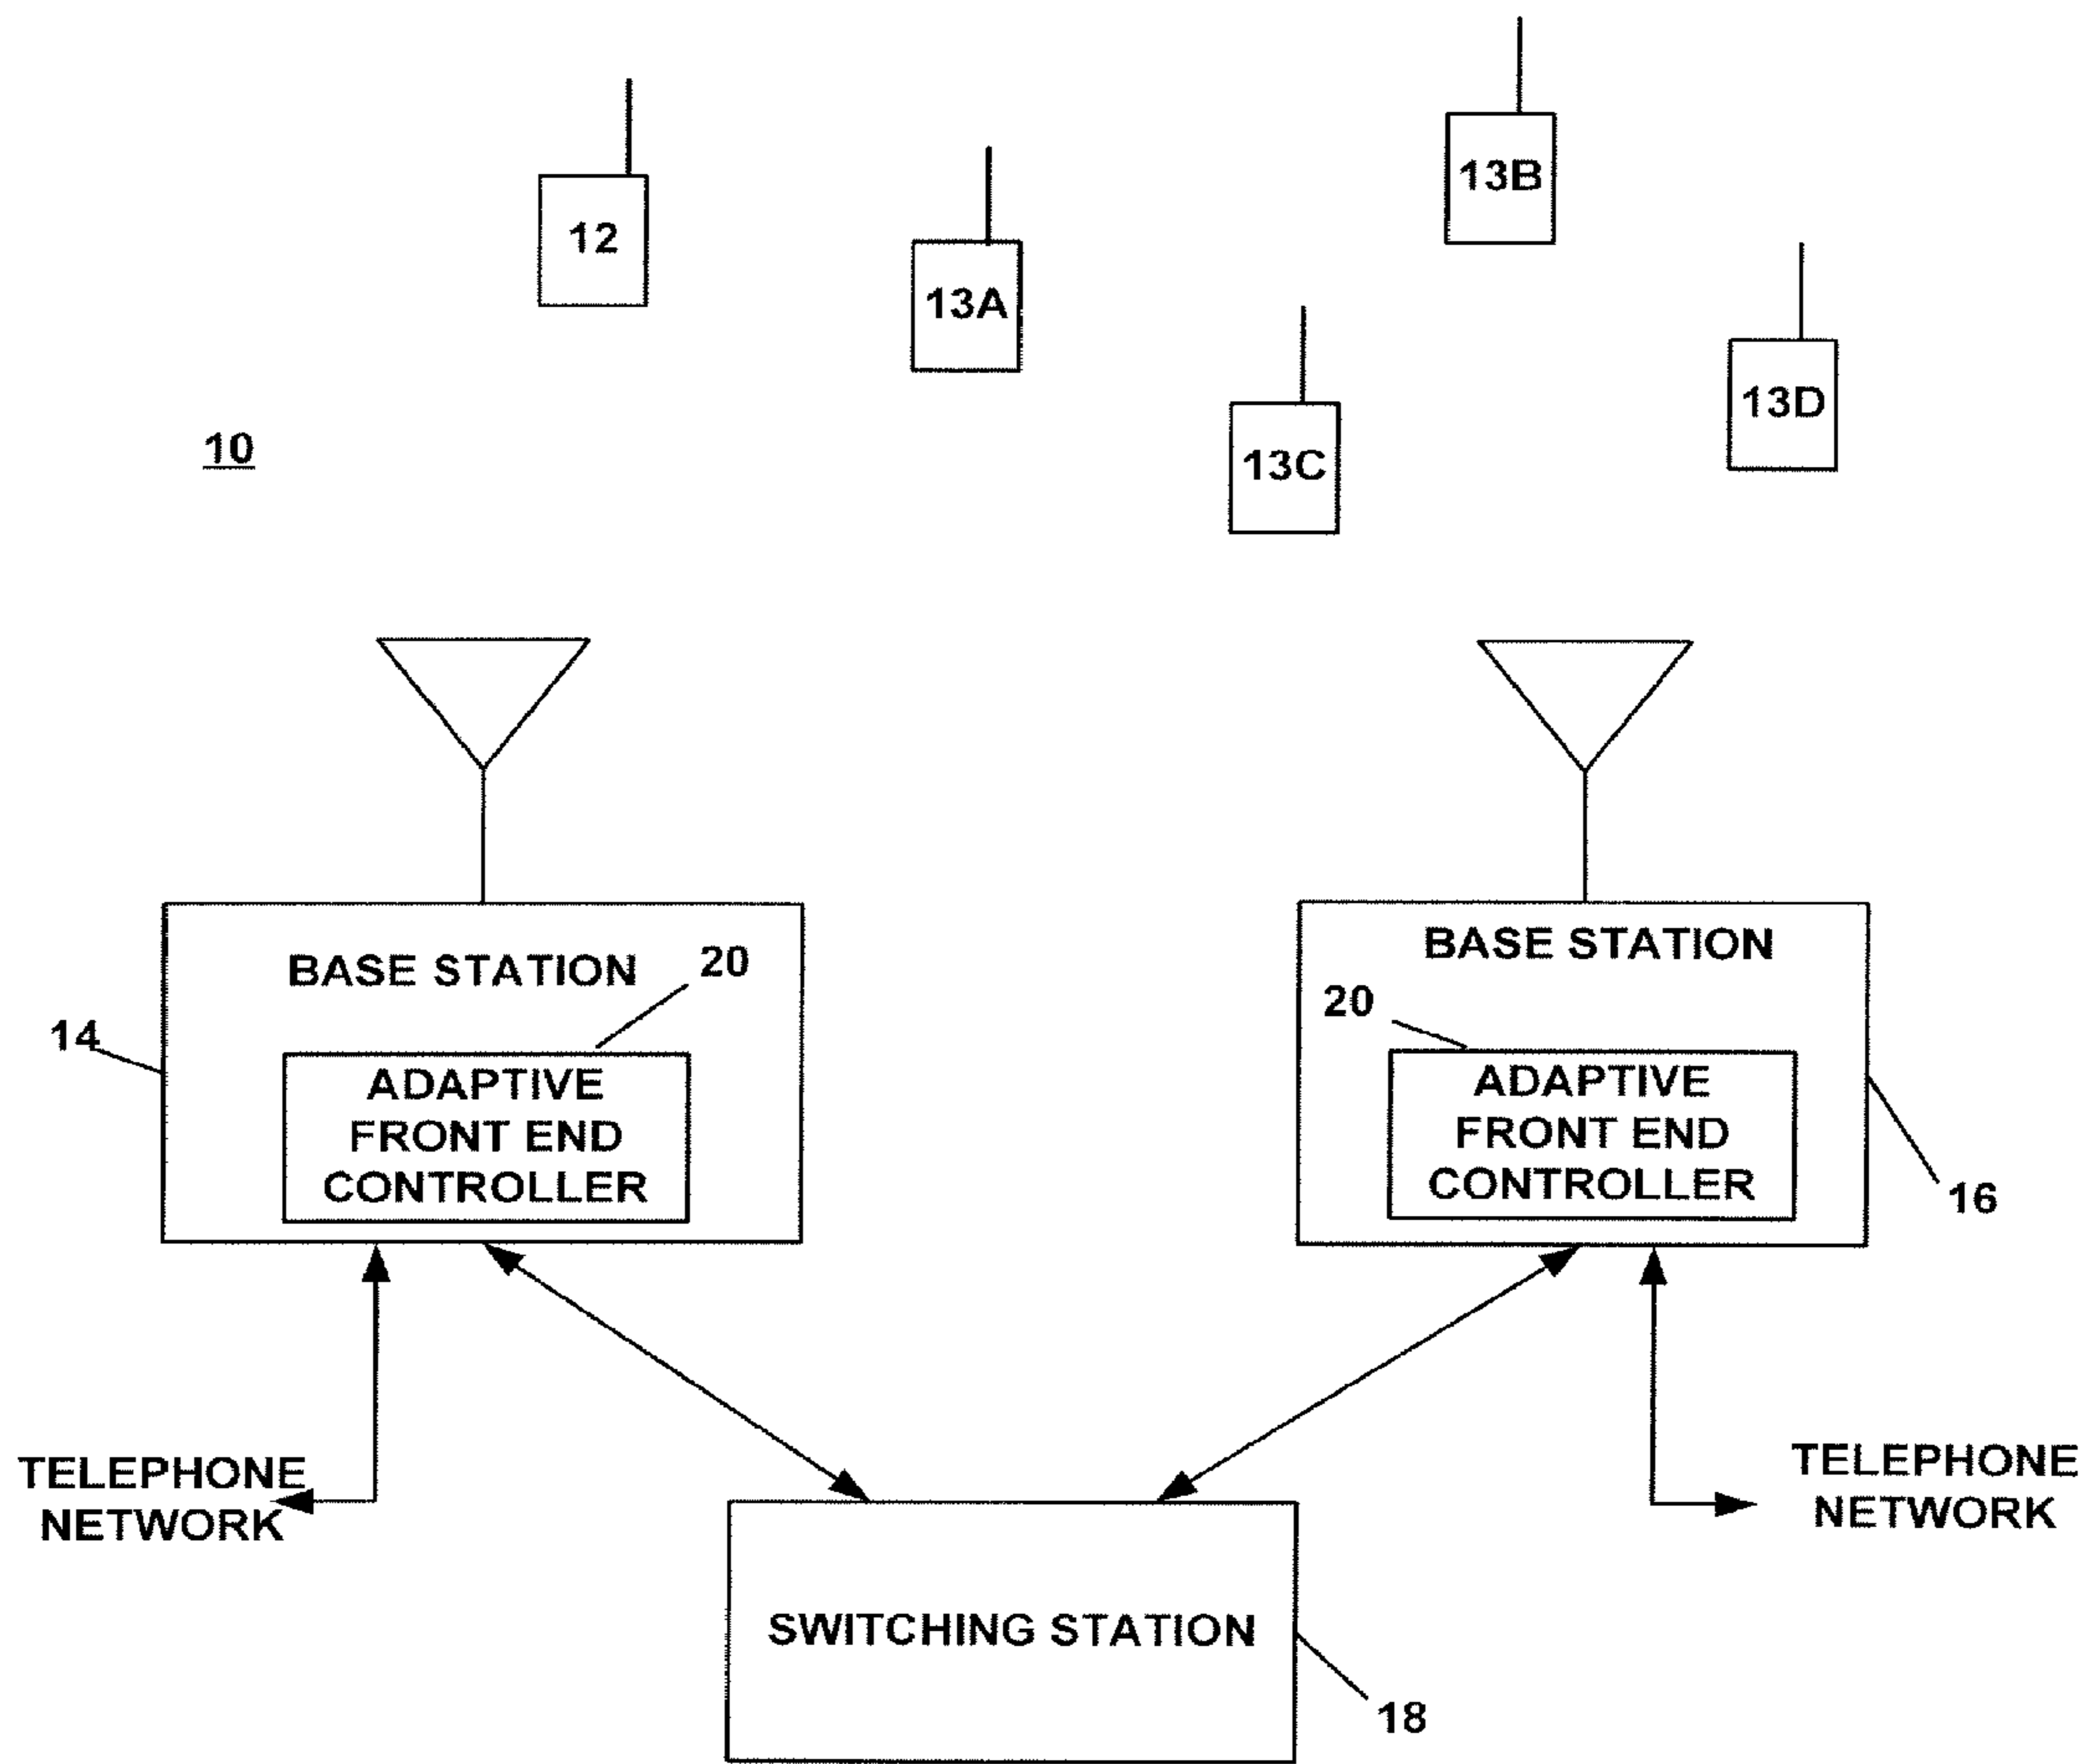 13B
12
13A
13D
10
13C
BASE STATION
20
14
ADAPTIVE
FRONT END
CONTROLLER
BASE STATION
20
ADAPTIVE
FRONT END
CONTROLLER
16
TELEPHONE
NETWORK
TELEPHONE
NETWORK
SWITCHING STATION
18